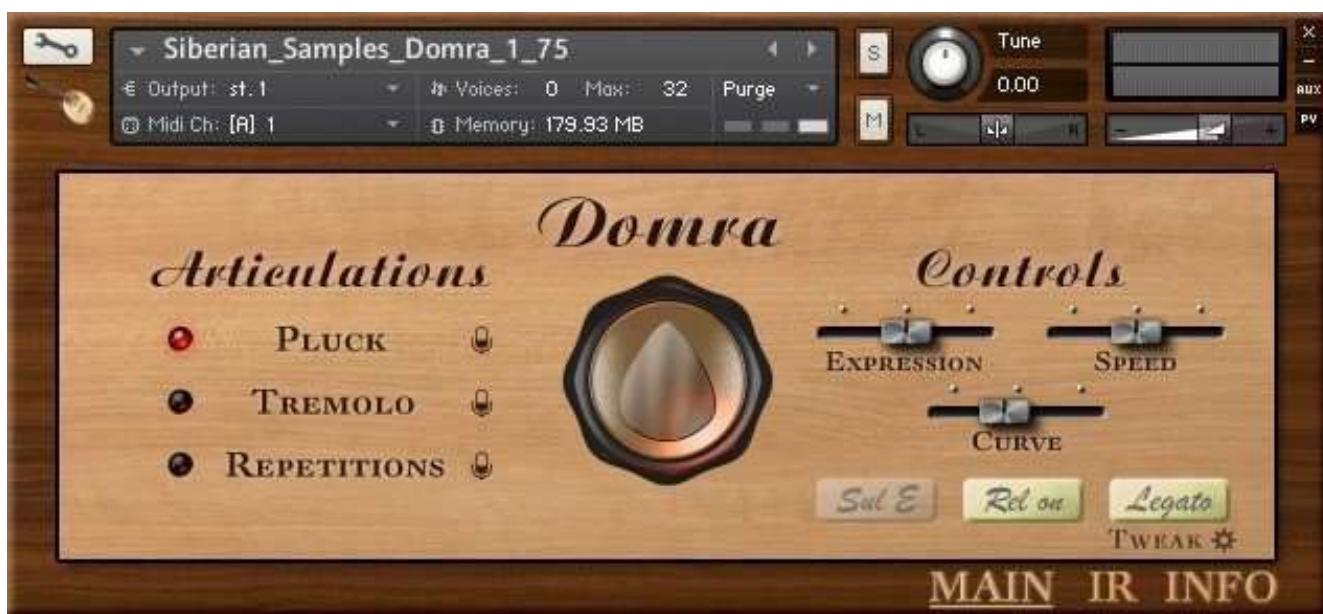 Siberian_Samples_Domra_1_75
Output: st. 1
Voices: 0 Max: 32
Purge
Midi Ch: [A] 1
Memory: 179.93 MB
S
M
Tune
0.00
L
R
-
+
X
-
AUX
PV
Domra
Articulations
PLUCK
TREMOLO
REPETITIONS
Controls
EXPRESSION
SPEED
CURVE
Sul E
Rel on
Legato
TWEAK
MAIN IR INFO